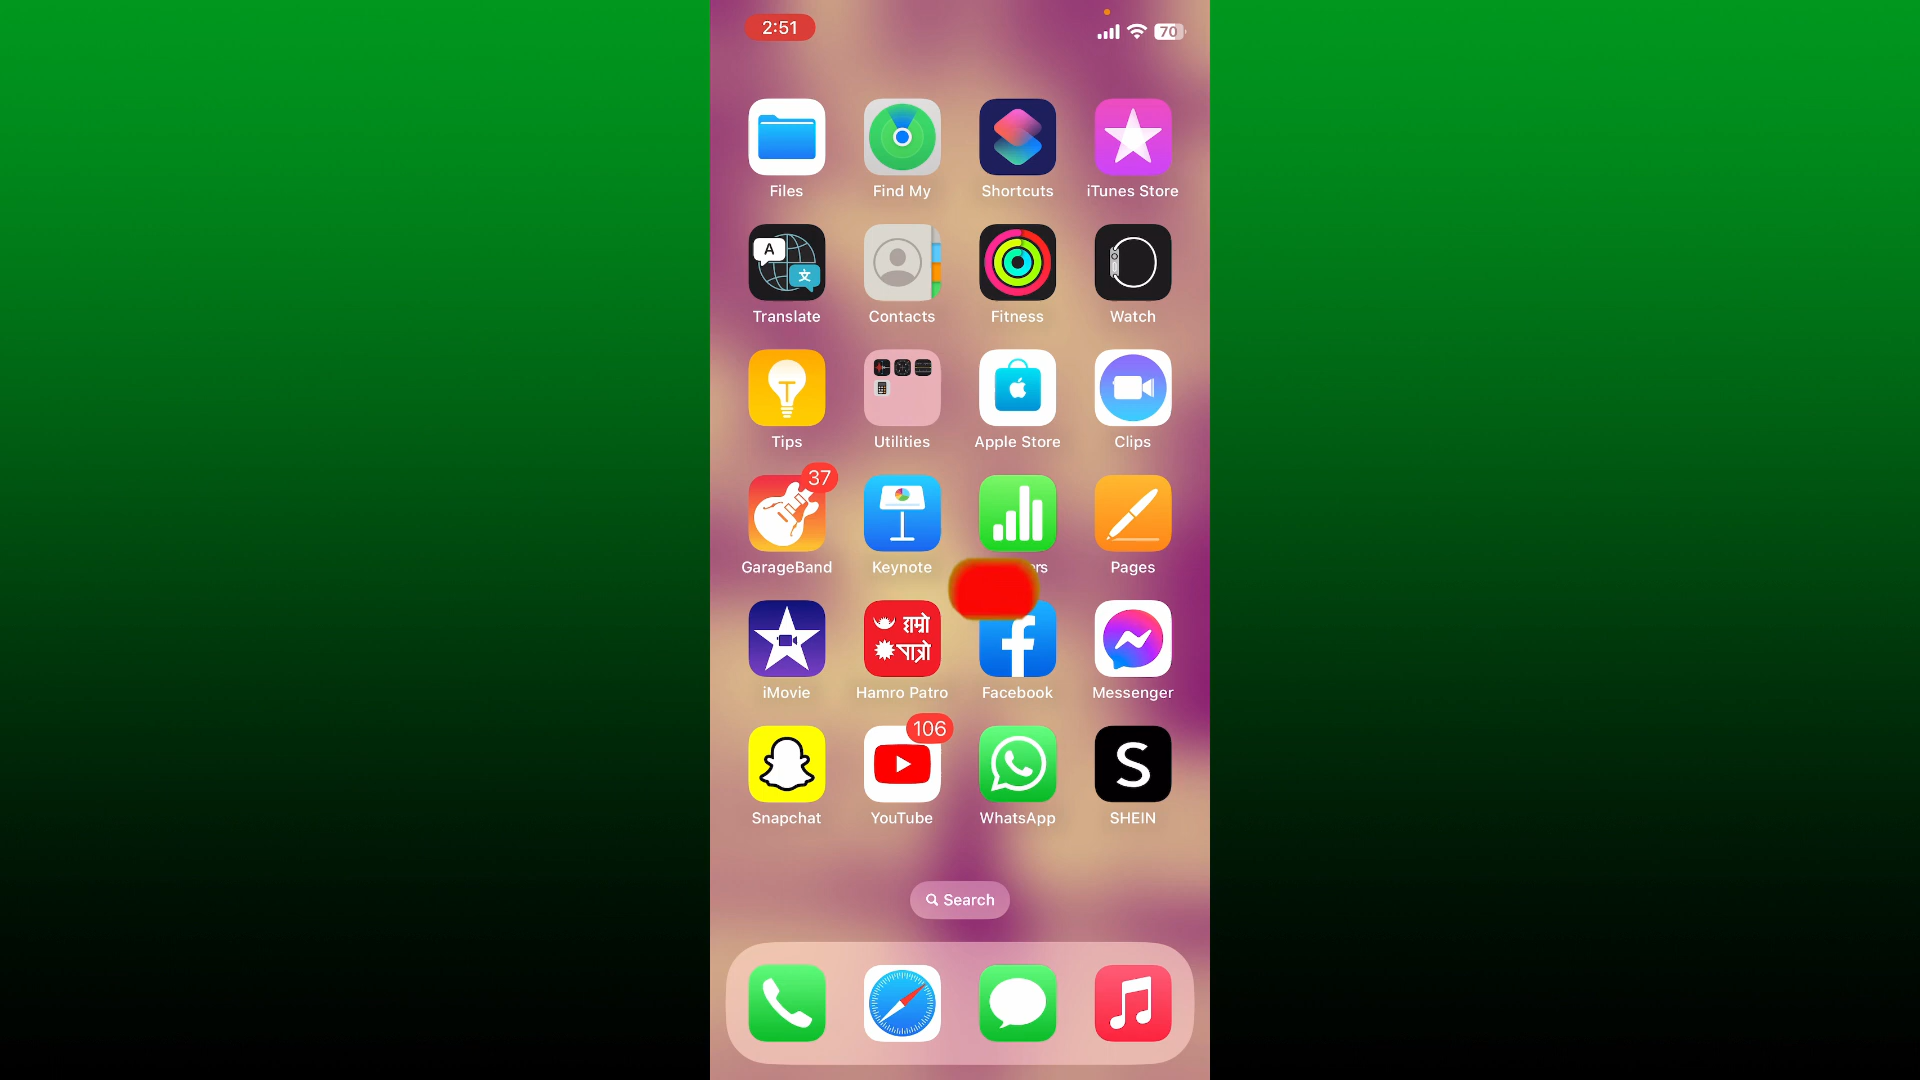 2:51
70
Files Find My Shortcuts iTunes Store
A 文
Translate Contacts Fitness Watch
Tips Utilities Apple Store Clips
37
GarageBand Keynote rs Pages
हाम्रो
पात्रो
iMovie Hamro Patro Facebook Messenger
106
S
Snapchat YouTube WhatsApp SHEIN
Search